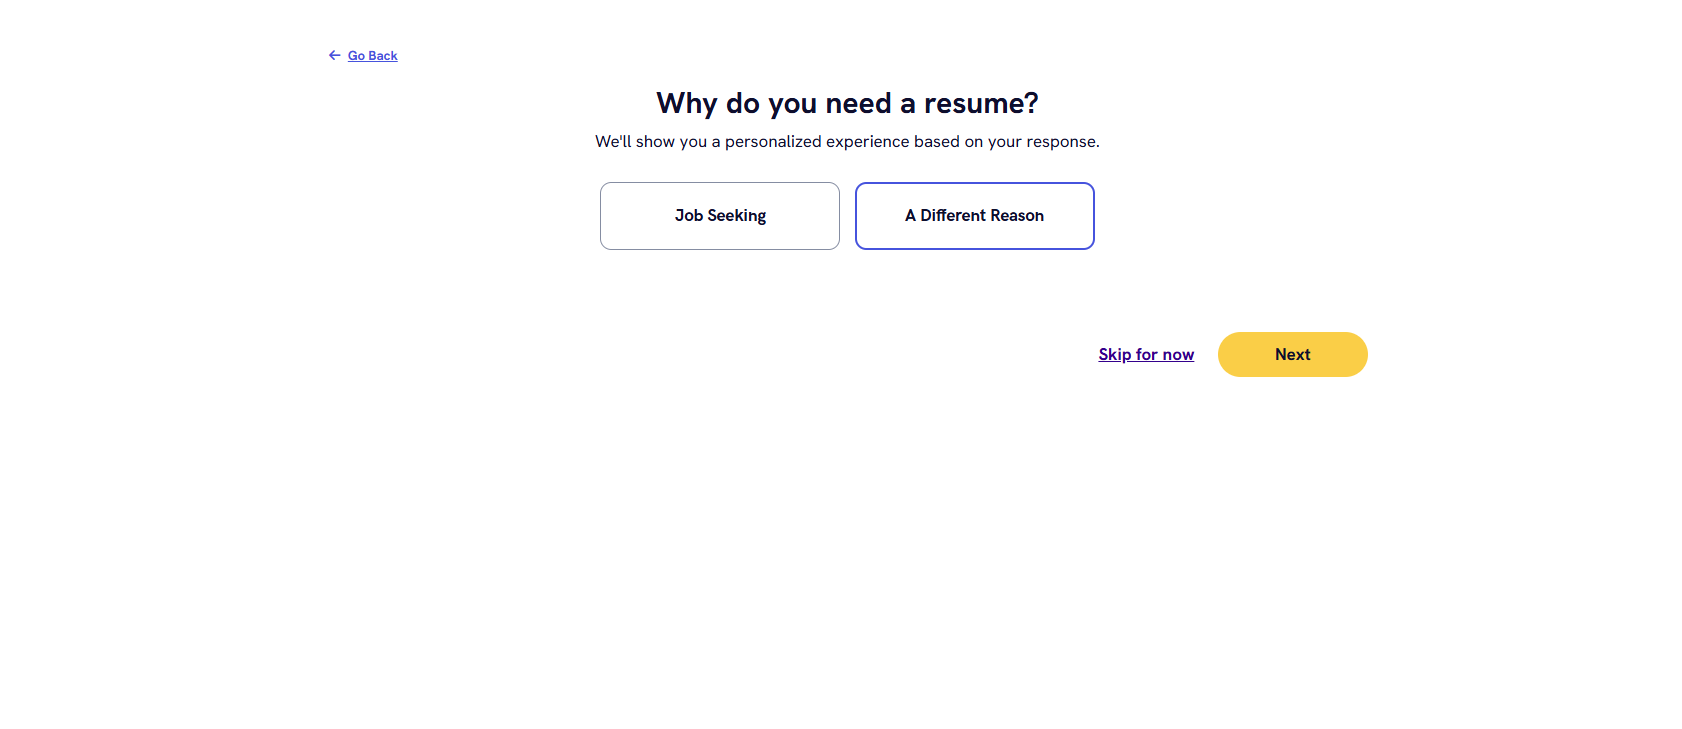 Go Back
Why do you need a resume?
We'll show you a personalized experience based on your response.
Job Seeking
A Different Reason
Skip for now
Next